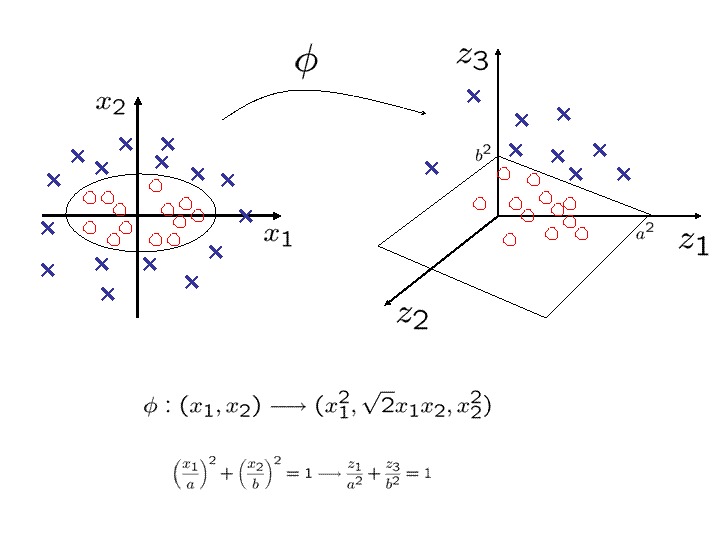 ϕ
x₂
x₁
z₃
b²
a²
z₁
z₂
ϕ : (x₁, x₂) ⟶ (x₁², √2x₁x₂, x₂²)
(x₁/a)² + (x₂/b)² = 1 ⟶ z₁/a² + z₃/b² = 1